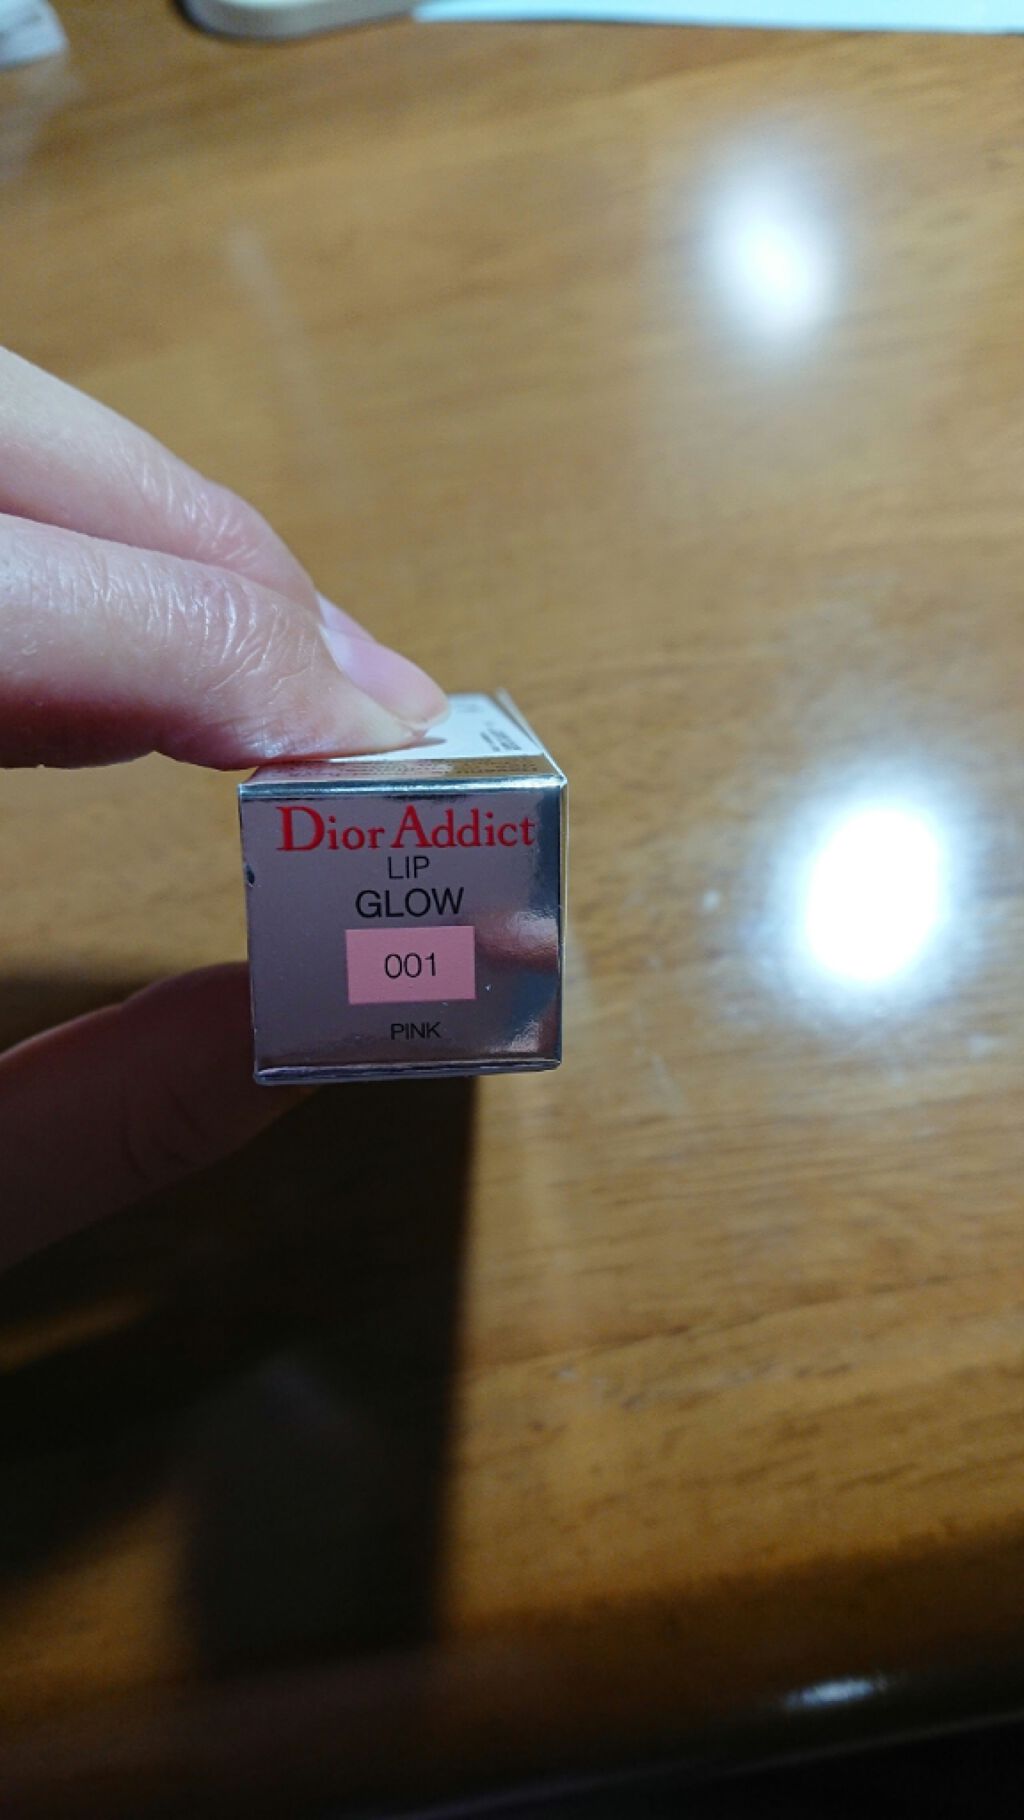 Dior Addict
LIP
GLOW
001
PINK